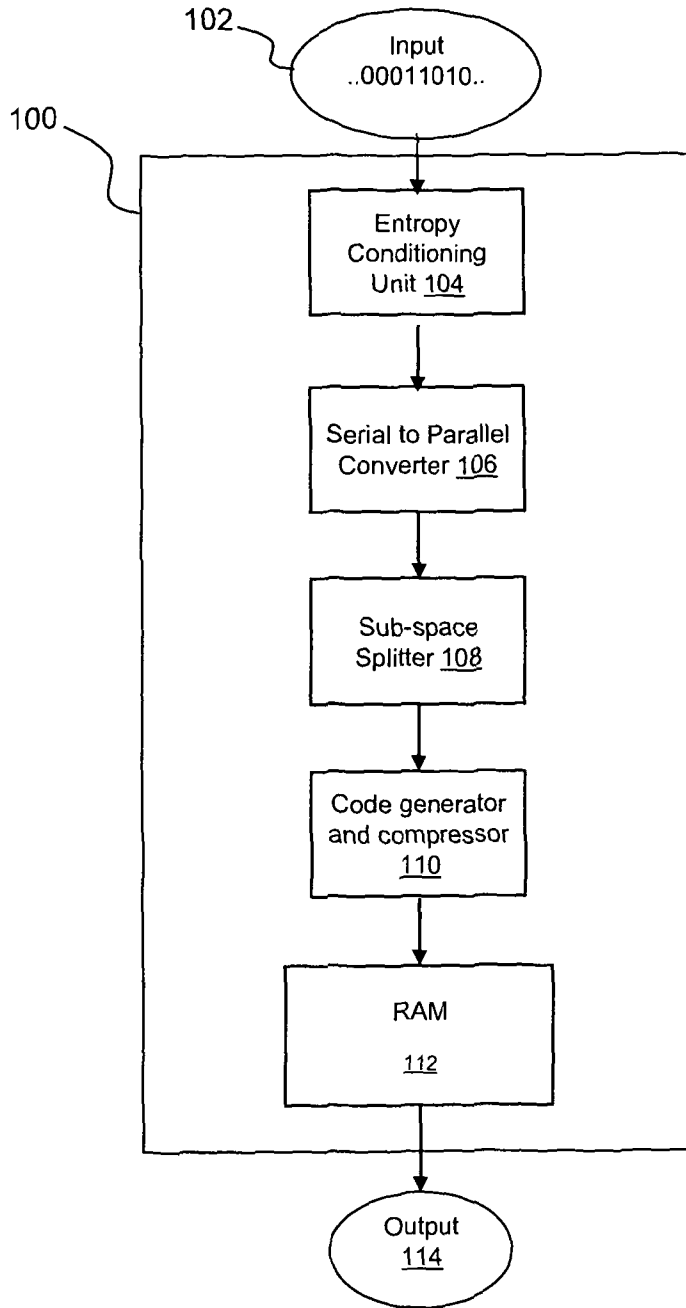 102
Input
..00011010..
100
Entropy
Conditioning
Unit 104
Serial to Parallel
Converter 106
Sub-space
Splitter 108
Code generator
and compressor
110
RAM
112
Output
114